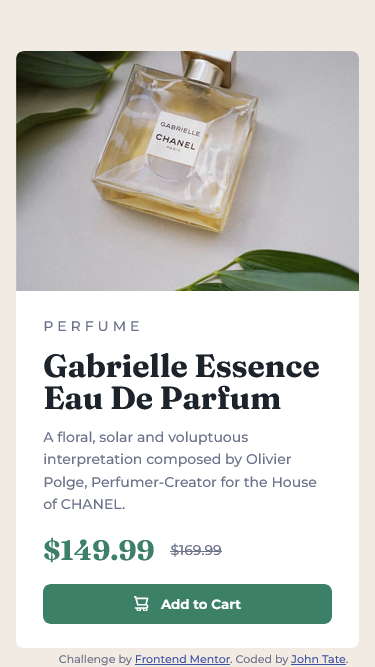 GABRIELLE
CHANEL
PARIS
PERFUME
Gabrielle Essence
Eau De Parfum
A floral, solar and voluptuous
interpretation composed by Olivier
Polge, Perfumer-Creator for the House
of CHANEL.
$149.99 $169.99
Add to Cart
Challenge by Frontend Mentor. Coded by John Tate.